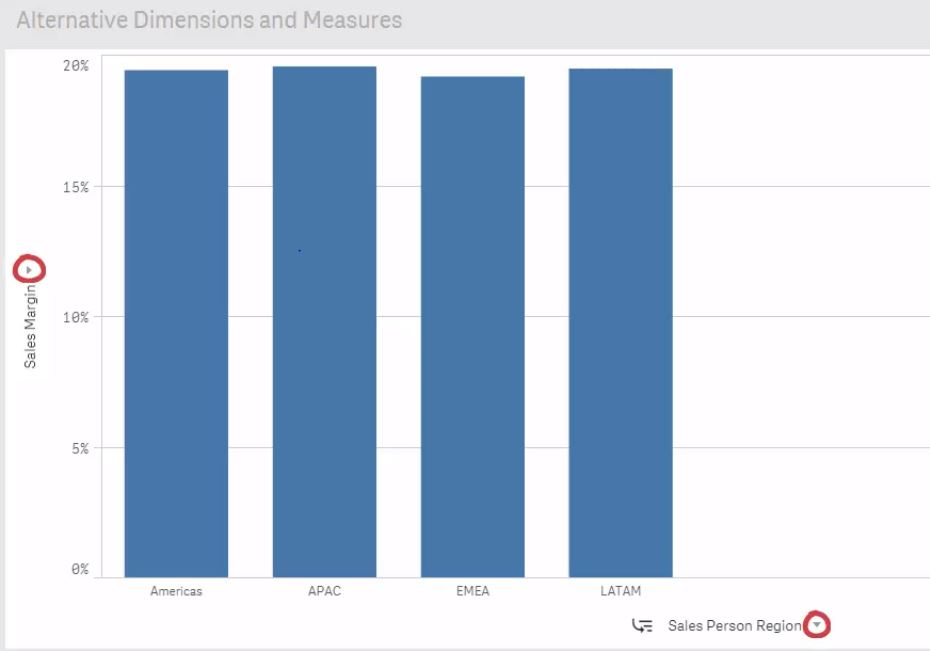 Alternative Dimensions and Measures
20%
15%
10%
5%
0%
Sales Margin
Americas APAC EMEA LATAM
Sales Person Region